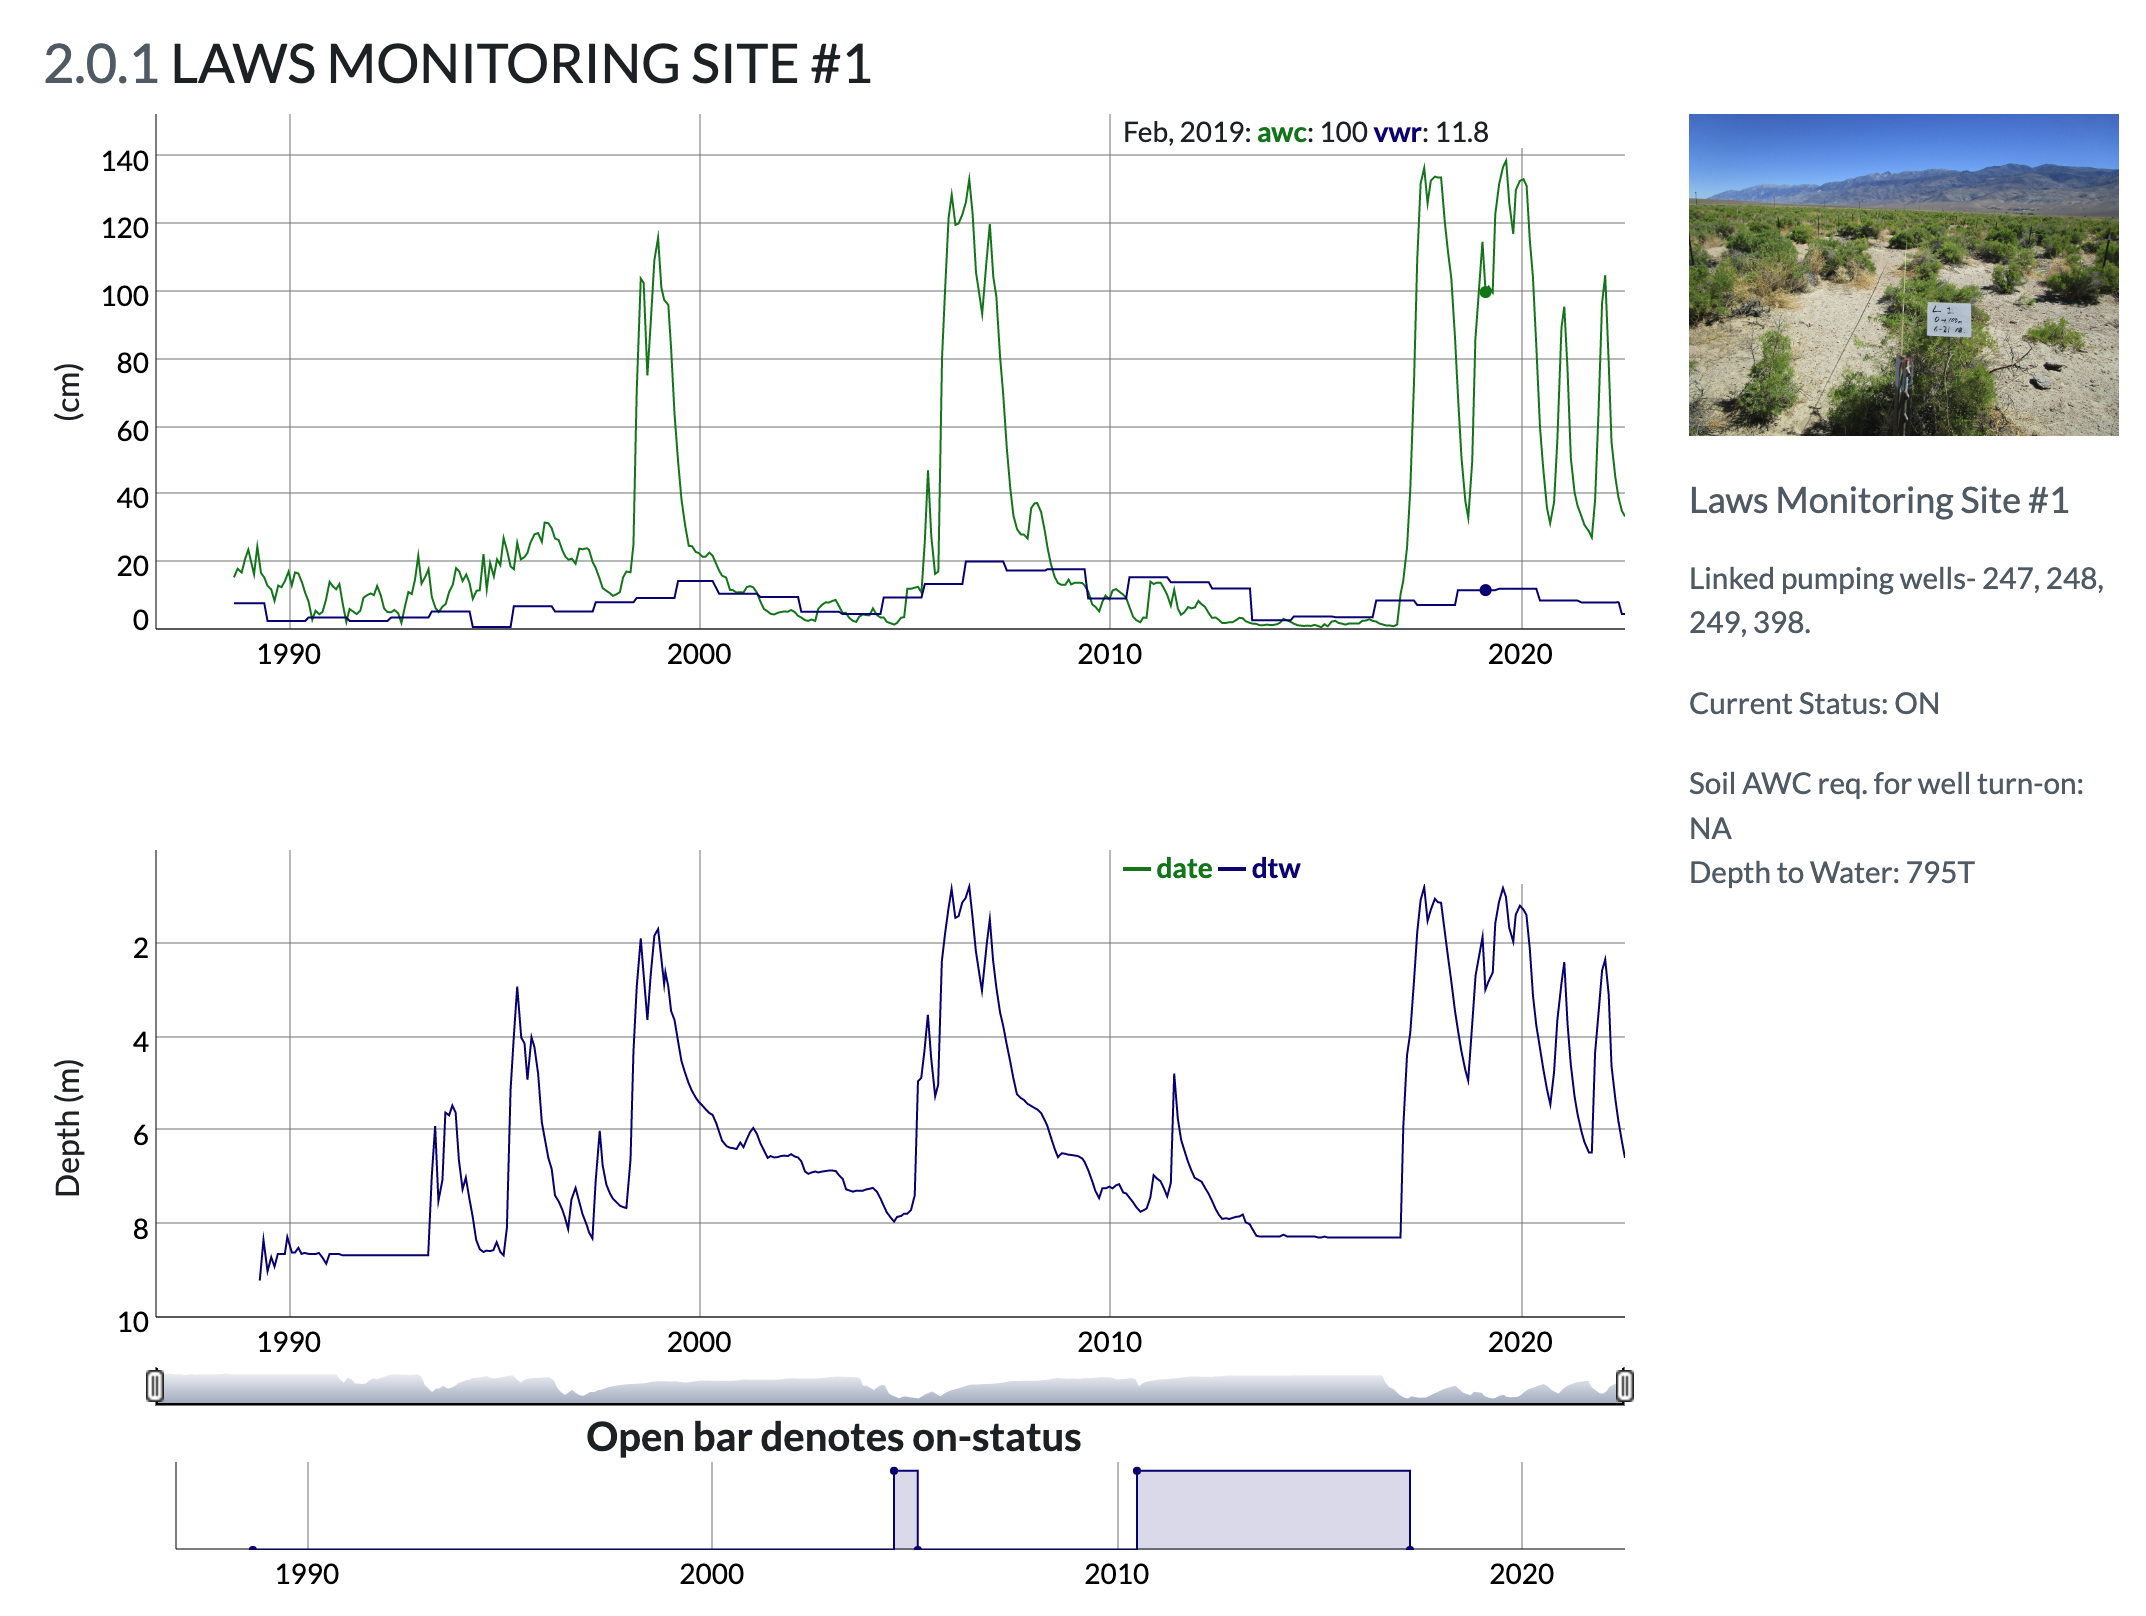 2.0.1 LAWS MONITORING SITE #1
Feb, 2019: awc: 100 vwr: 11.8
140
120
100
80
60
40
20
0
(cm)
1990 2000 2010 2020
Laws Monitoring Site #1
Linked pumping wells- 247, 248,
249, 398.
Current Status: ON
Soil AWC req. for well turn-on:
NA
Depth to Water: 795T
date dtw
2
4
6
8
10
Depth (m)
1990 2000 2010 2020
Open bar denotes on-status
1990 2000 2010 2020